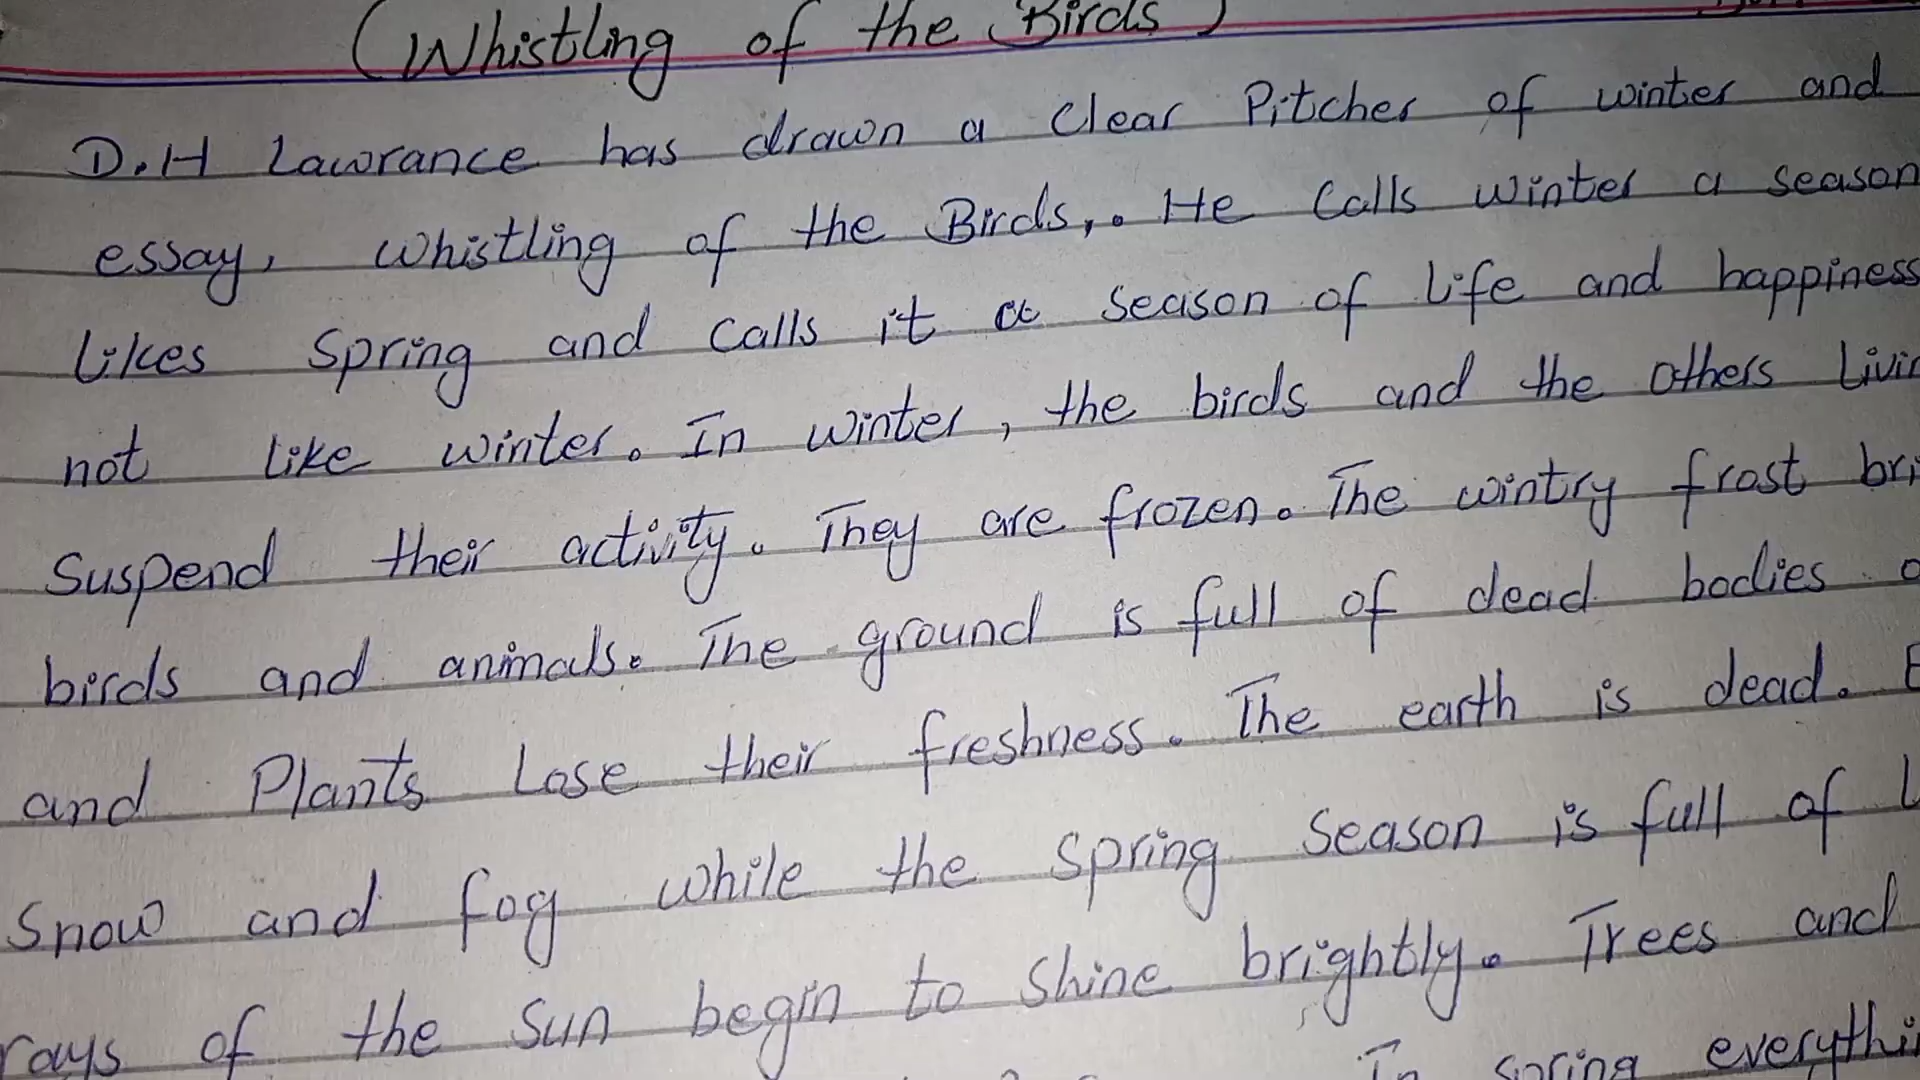 (Whistling of the Birds)
D.H Lawrance has drawn a clear Pitcher of winter and
essay, whistling of the Birds,. He Calls winter a season
likes Spring and calls it a season of life and happiness
not like winter. In winter, the birds and the others
Suspend their activity. They are frozen. The wintry frost
birds and animals. The ground is full of dead bodies
and Plants Lose their freshness. The earth is dead.
Snow and fog while the spring Season is full of
rays of the Sun begin to Shine brightly. Trees and
In spring